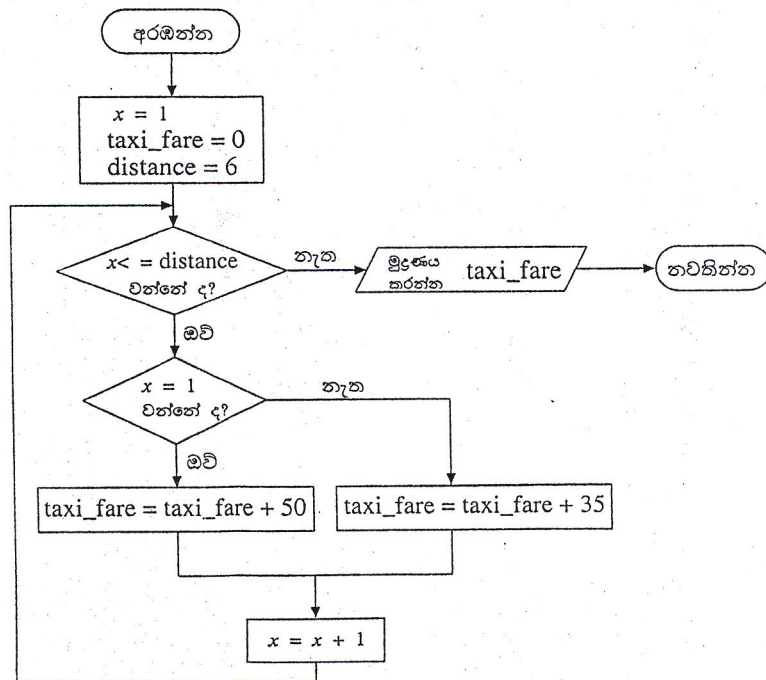 අරඹන්න
x = 1
taxi_fare = 0
distance = 6
x< = distance
වන්නේ ද?
නැත
මුද්‍රණය
කරන්න
taxi_fare
නවතින්න
ඔව්
x = 1
වන්නේ ද?
නැත
ඔව්
taxi_fare = taxi_fare + 50
taxi_fare = taxi_fare + 35
x = x + 1